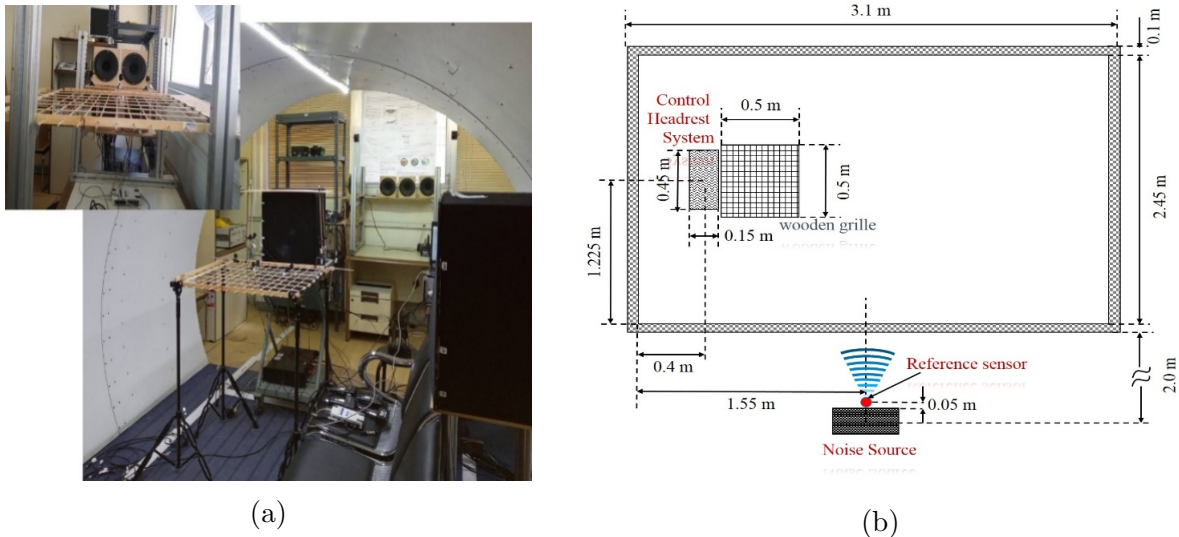 (b)
3.1 m
0.1 m
Control
Headrest
System
0.5 m
0.45 m
0.5 m
2.45 m
wooden grille
0.15 m
1.225 m
0.4 m
Reference sensor
2.0 m
1.55 m
0.05 m
Noise Source
(a)
(b)